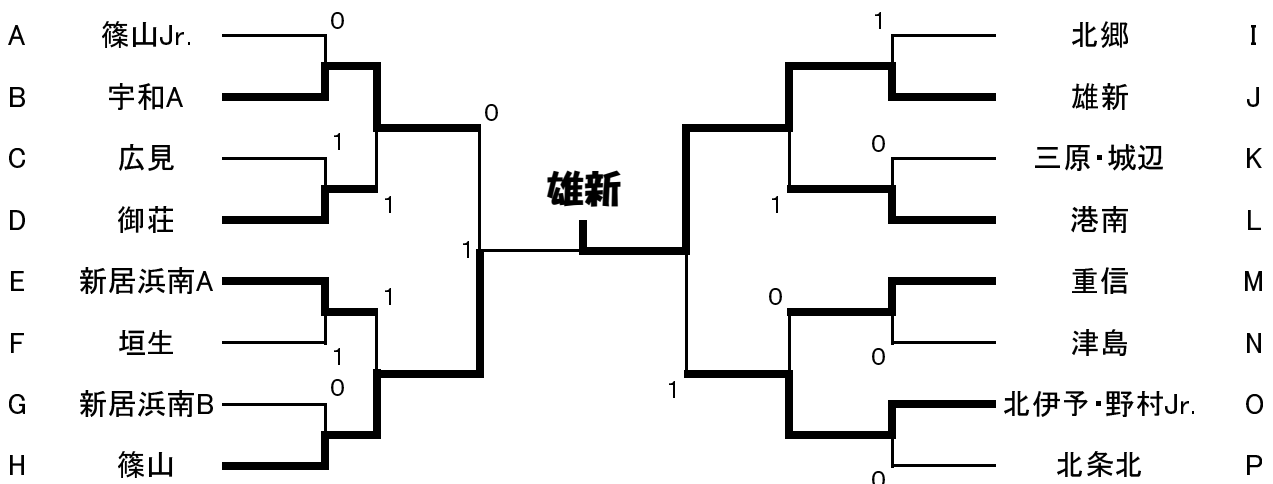 0
1
A 篠山Jr.
北郷 I
B 宇和A
雄新 J
0
1
0
C 広見
三原・城辺 K
雄新
1
1
D 御荘
港南 L
1
E 新居浜南A
重信 M
1
0
F 垣生
津島 N
1
0
0
1
G 新居浜南B
北伊予・野村Jr. O
H 篠山
北条北 P
0